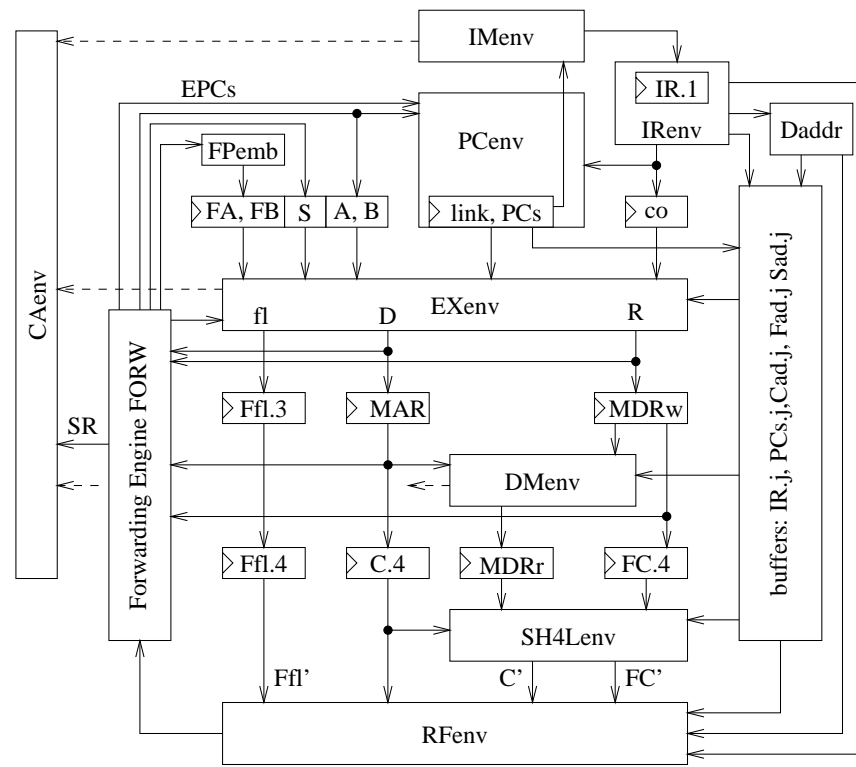 IMenv
IR.1
IRenv
EPCs
PCenv
Daddr
FPemb
FA, FB
S
A, B
link, PCs
co
CAenv
EXenv
fl
D
R
Forwarding Engine FORW
buffers: IR.j, PCs.j,Cad.j, Fad.j Sad.j
Ffl.3
MAR
MDRw
SR
DMenv
Ffl.4
C.4
MDRr
FC.4
SH4Lenv
Ffl’
C’
FC’
RFenv